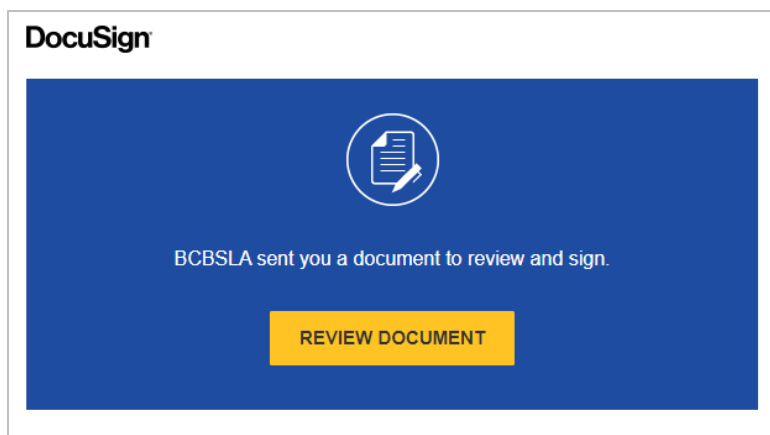 DocuSign
BCBSLA sent you a document to review and sign.
REVIEW DOCUMENT